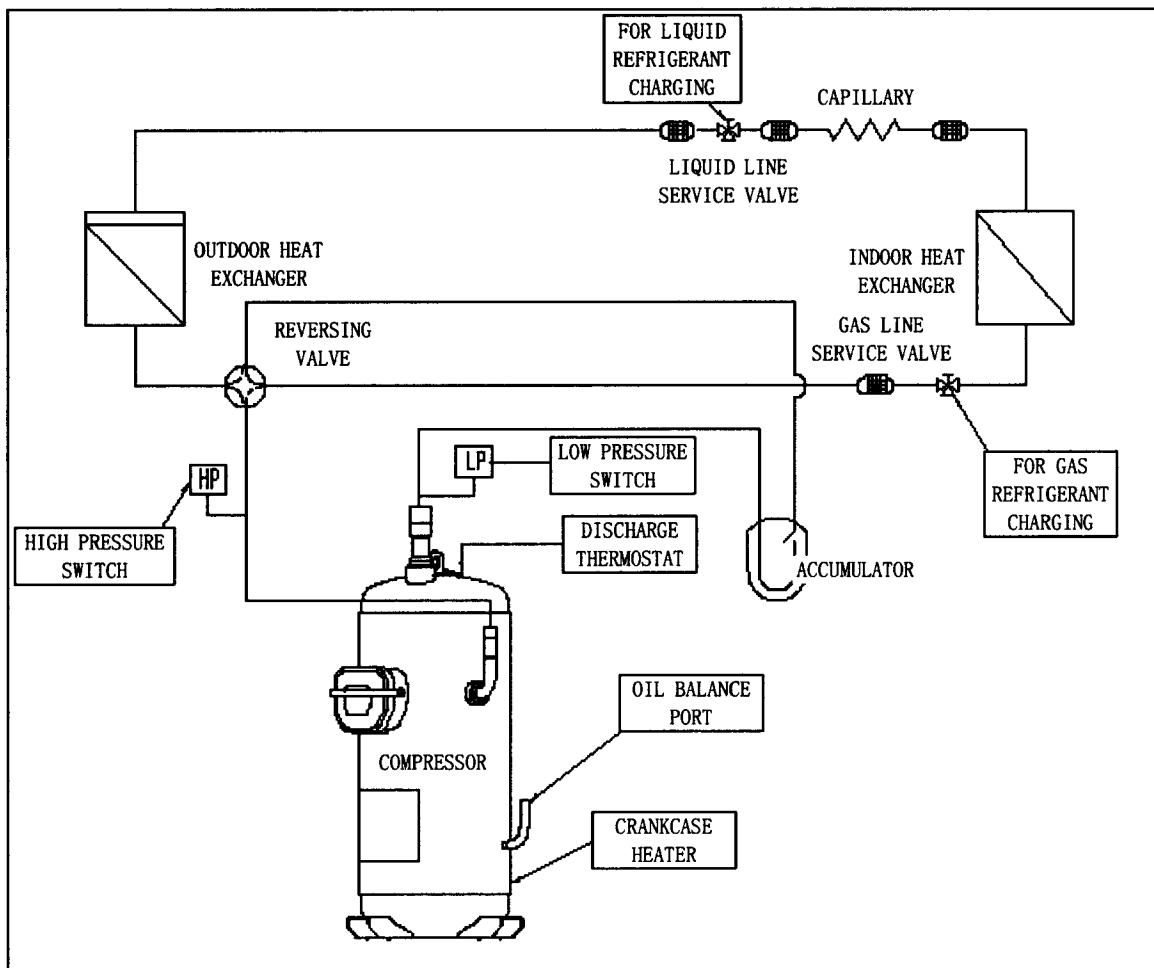 FOR LIQUID
REFRIGERANT
CHARGING
CAPILLARY
LIQUID LINE
SERVICE VALVE
OUTDOOR HEAT
EXCHANGER
INDOOR HEAT
EXCHANGER
REVERSING
VALVE
GAS LINE
SERVICE VALVE
HP
HIGH PRESSURE
SWITCH
LP
LOW PRESSURE
SWITCH
FOR GAS
REFRIGERANT
CHARGING
DISCHARGE
THERMOSTAT
ACCUMULATOR
OIL BALANCE
PORT
COMPRESSOR
CRANKCASE
HEATER